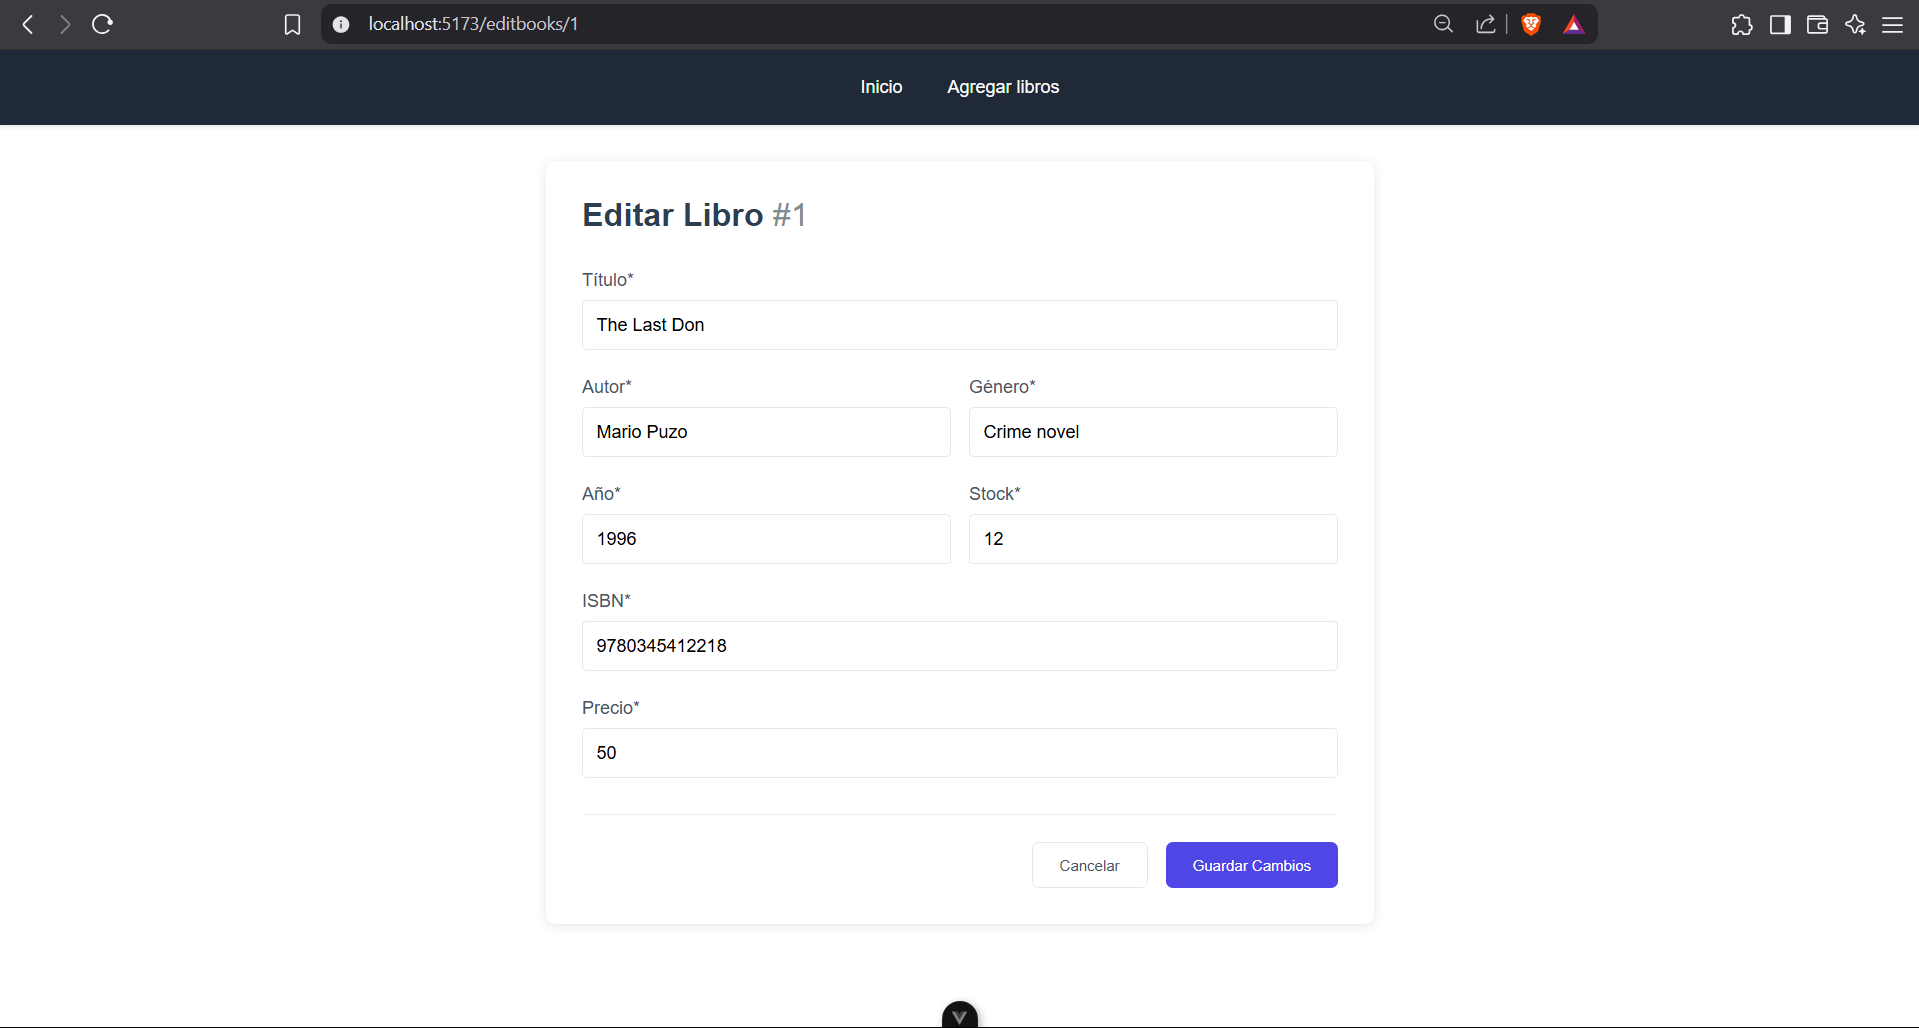 localhost:5173/editbooks/1
Inicio Agregar libros
Editar Libro #1
Título*
The Last Don
Autor* Género*
Mario Puzo Crime novel
Año* Stock*
1996 12
ISBN*
9780345412218
Precio*
50
Cancelar Guardar Cambios